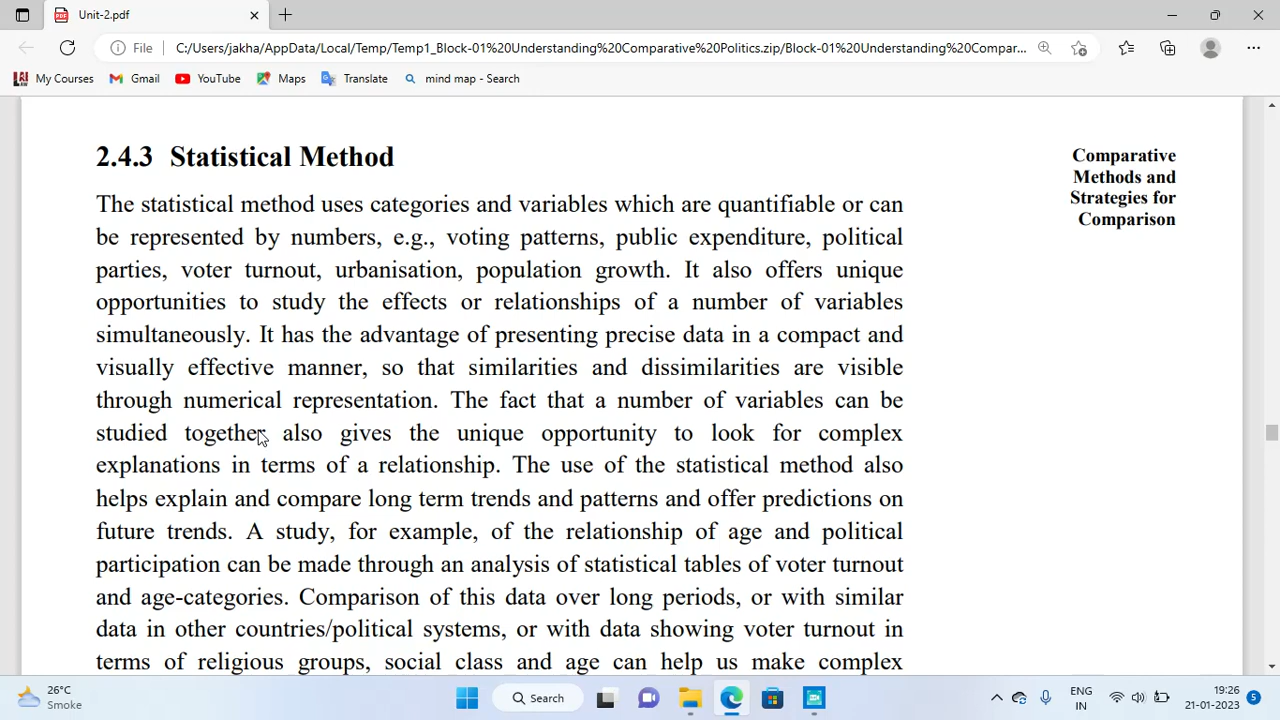 Unit-2.pdf
File
C:/Users/jakha/AppData/Local/Temp/Temp1_Block-01%20Understanding%20Comparative%20Politics.zip/Block-01%20Understanding%20Compar...
My Courses Gmail YouTube Maps Translate mind map - Search
2.4.3 Statistical Method
Comparative
Methods and
Strategies for
Comparison
The statistical method uses categories and variables which are quantifiable or can
be represented by numbers, e.g., voting patterns, public expenditure, political
parties, voter turnout, urbanisation, population growth. It also offers unique
opportunities to study the effects or relationships of a number of variables
simultaneously. It has the advantage of presenting precise data in a compact and
visually effective manner, so that similarities and dissimilarities are visible
through numerical representation. The fact that a number of variables can be
studied together also gives the unique opportunity to look for complex
explanations in terms of a relationship. The use of the statistical method also
helps explain and compare long term trends and patterns and offer predictions on
future trends. A study, for example, of the relationship of age and political
participation can be made through an analysis of statistical tables of voter turnout
and age-categories. Comparison of this data over long periods, or with similar
data in other countries/political systems, or with data showing voter turnout in
terms of religious groups, social class and age can help us make complex
26°C
Smoke
Search
ENG
IN
19:26
21-01-2023
5